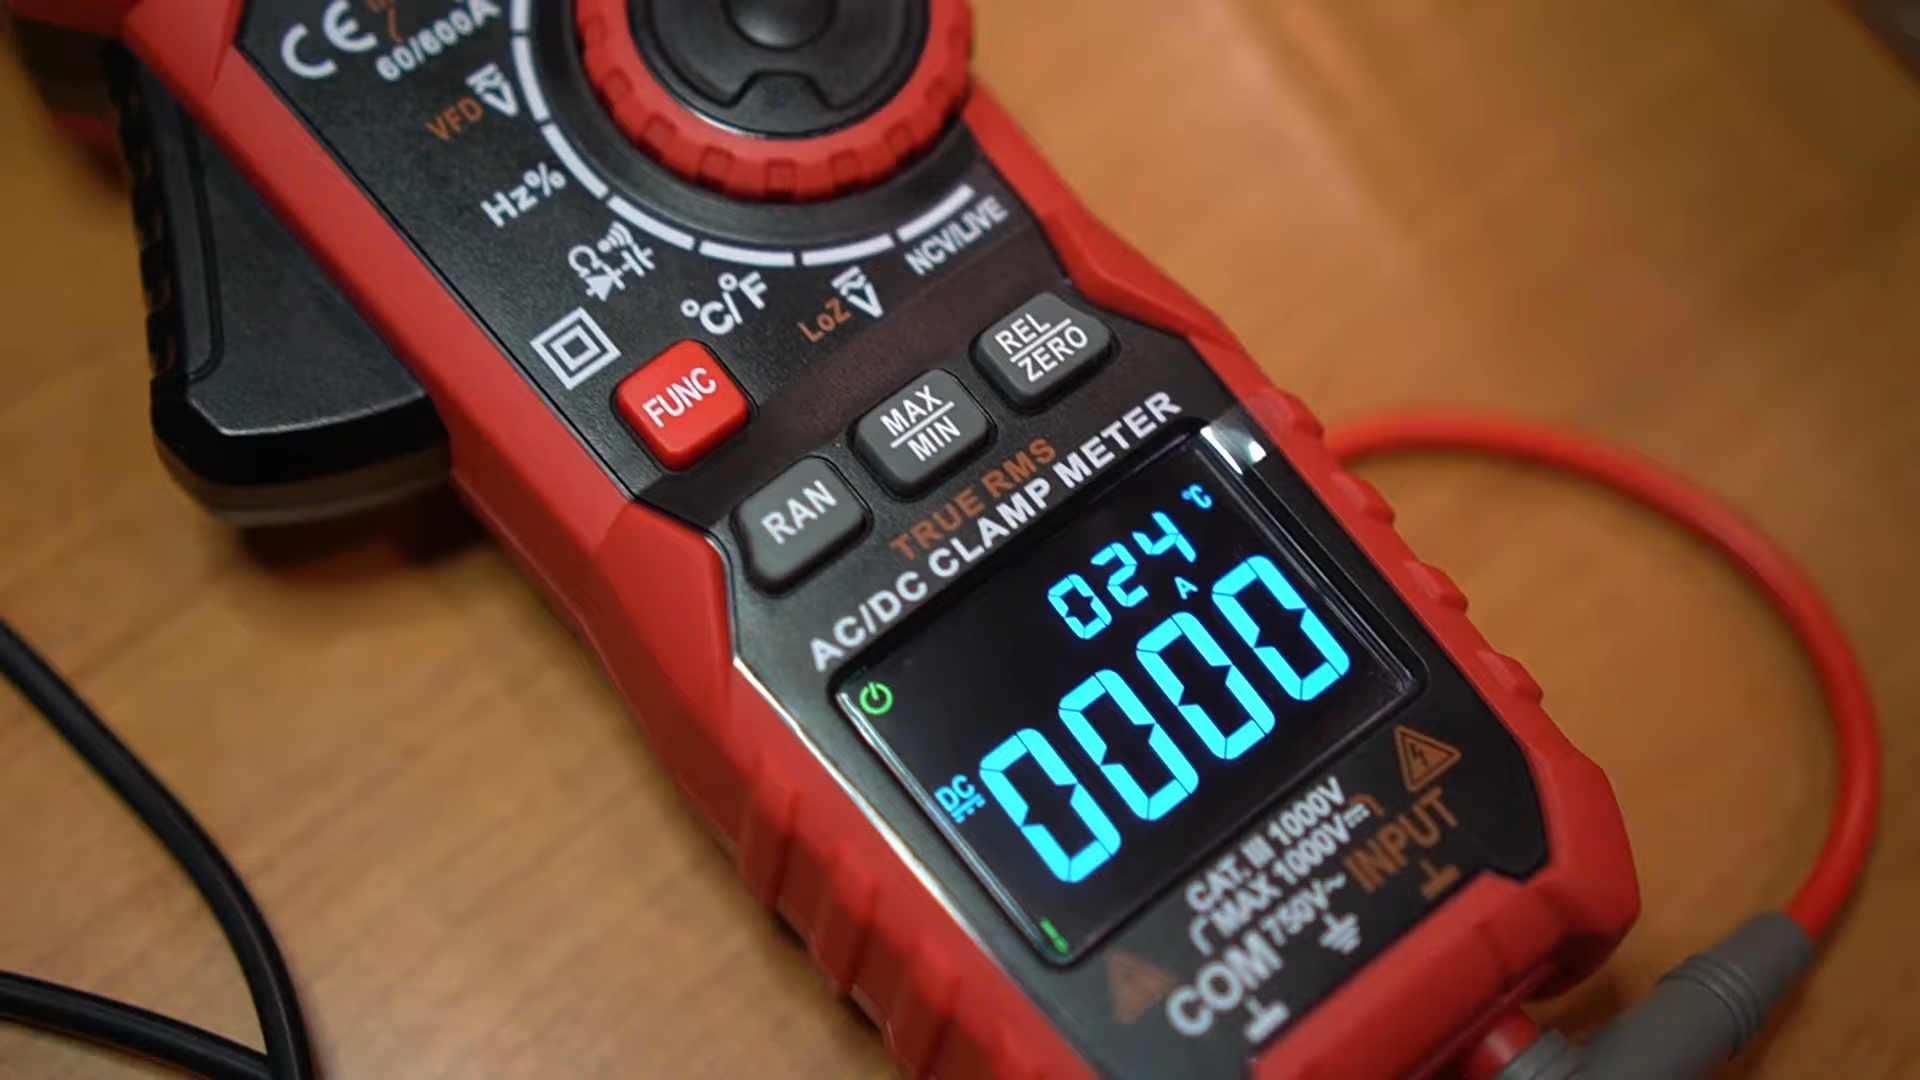 CE
60/600A
VFD V
Hz%
°C/°F
LoZ V
NCV/LIVE
FUNC
MAX
MIN
REL
ZERO
RAN
TRUE RMS
AC/DC CLAMP METER
024 °C
A
DC 0000
CAT. III 1000V
MAX 1000V
750V~
INPUT
COM